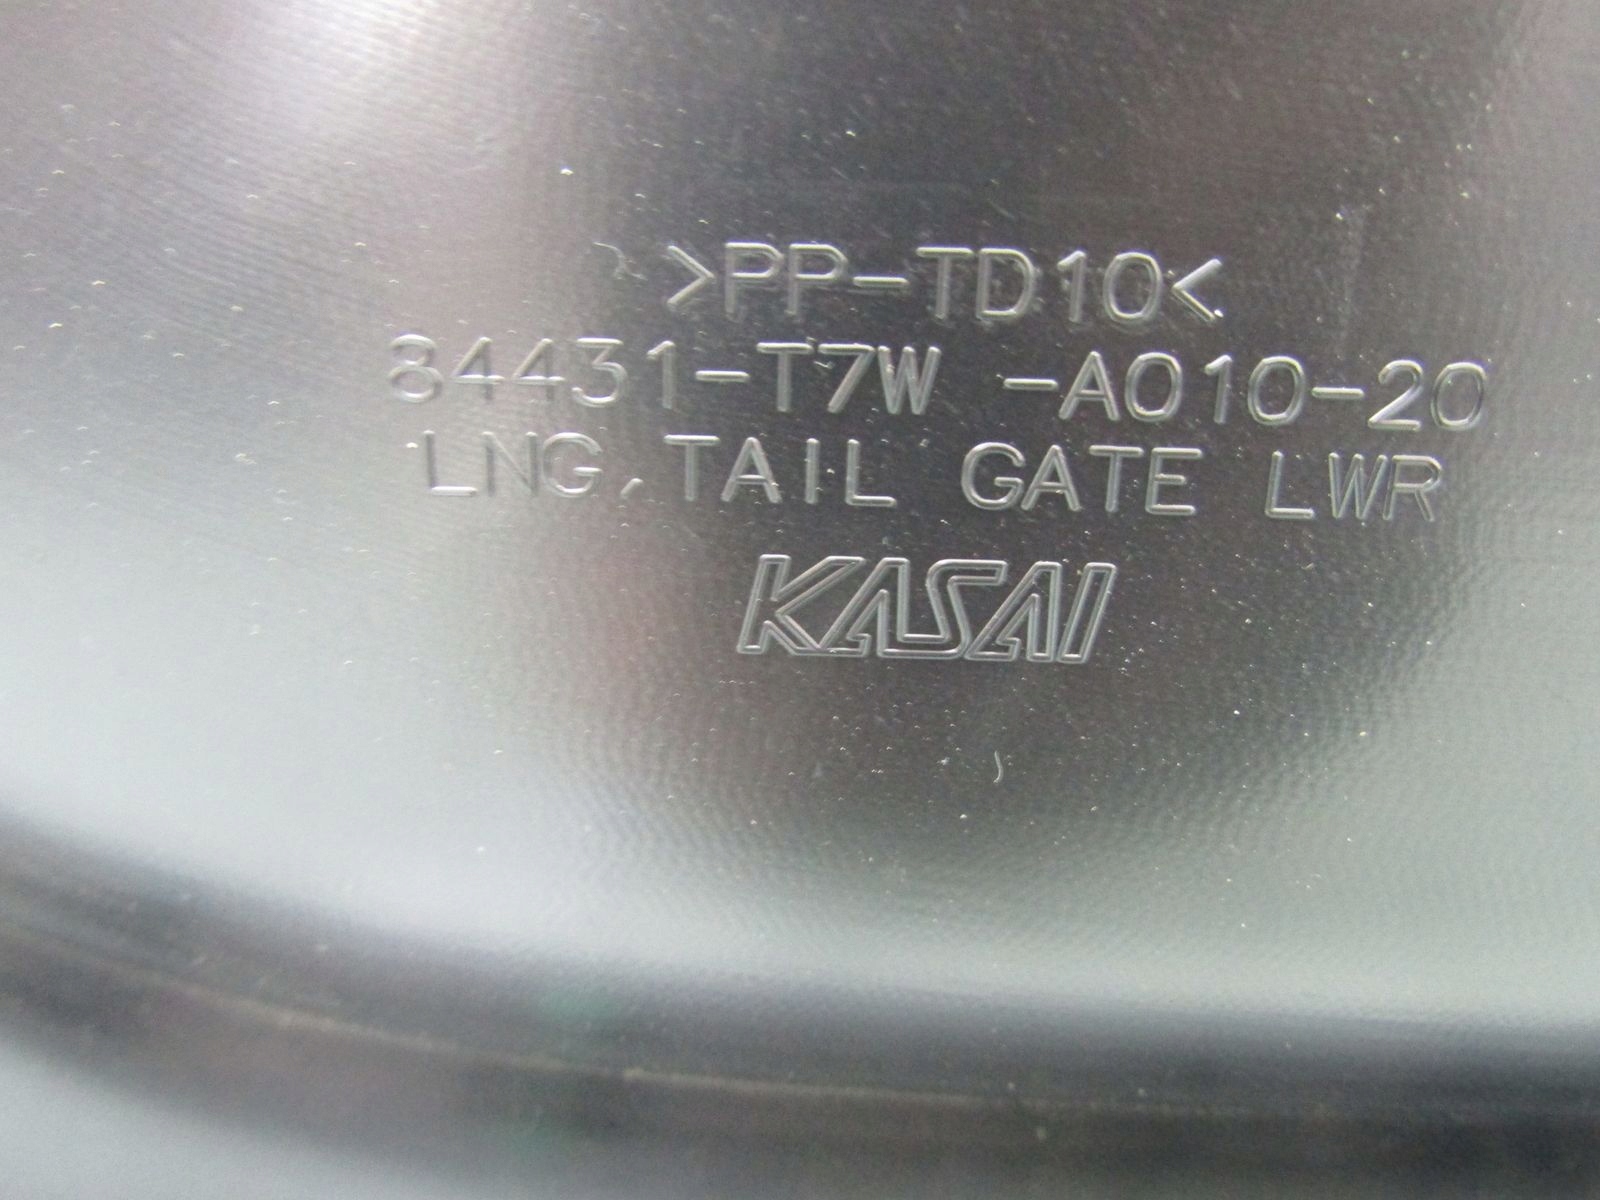 >PP-TD10<
84431-T7W -A010-20
LNG,TAIL GATE LWR
KASAI